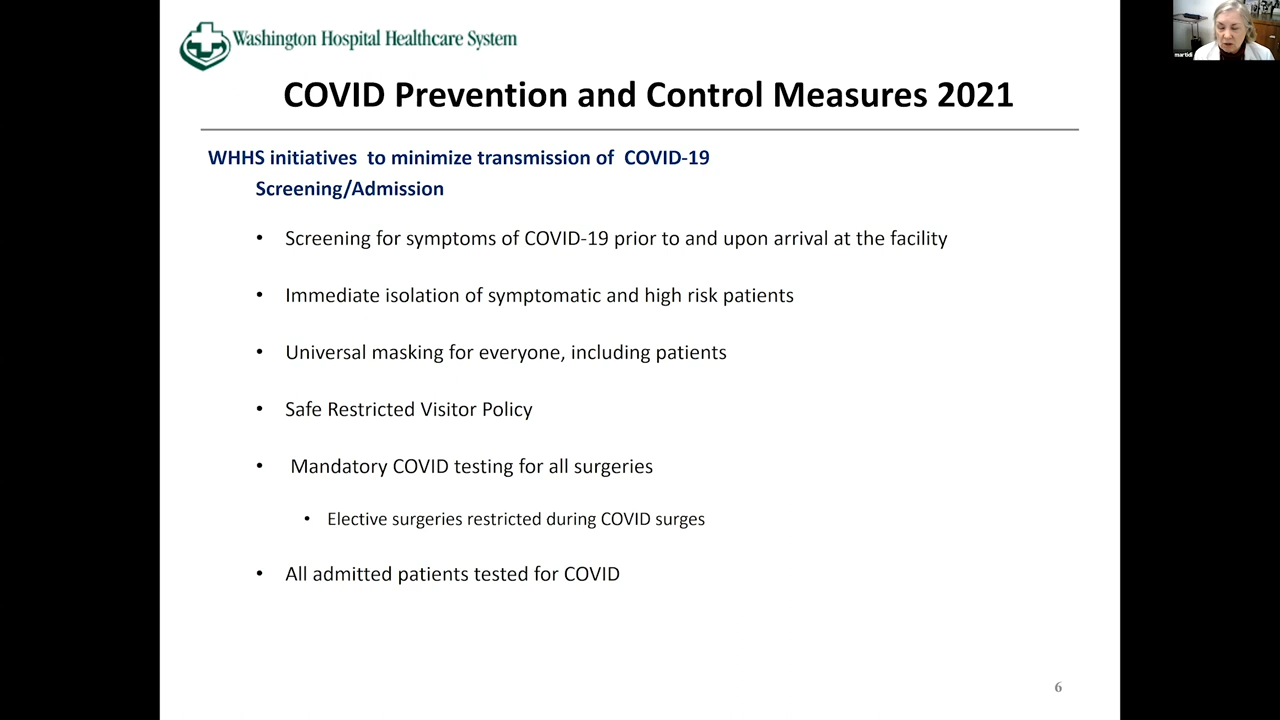 Washington Hospital Healthcare System
COVID Prevention and Control Measures 2021
WHHS initiatives to minimize transmission of COVID-19
Screening/Admission
• Screening for symptoms of COVID-19 prior to and upon arrival at the facility
• Immediate isolation of symptomatic and high risk patients
• Universal masking for everyone, including patients
• Safe Restricted Visitor Policy
• Mandatory COVID testing for all surgeries
• Elective surgeries restricted during COVID surges
• All admitted patients tested for COVID
6